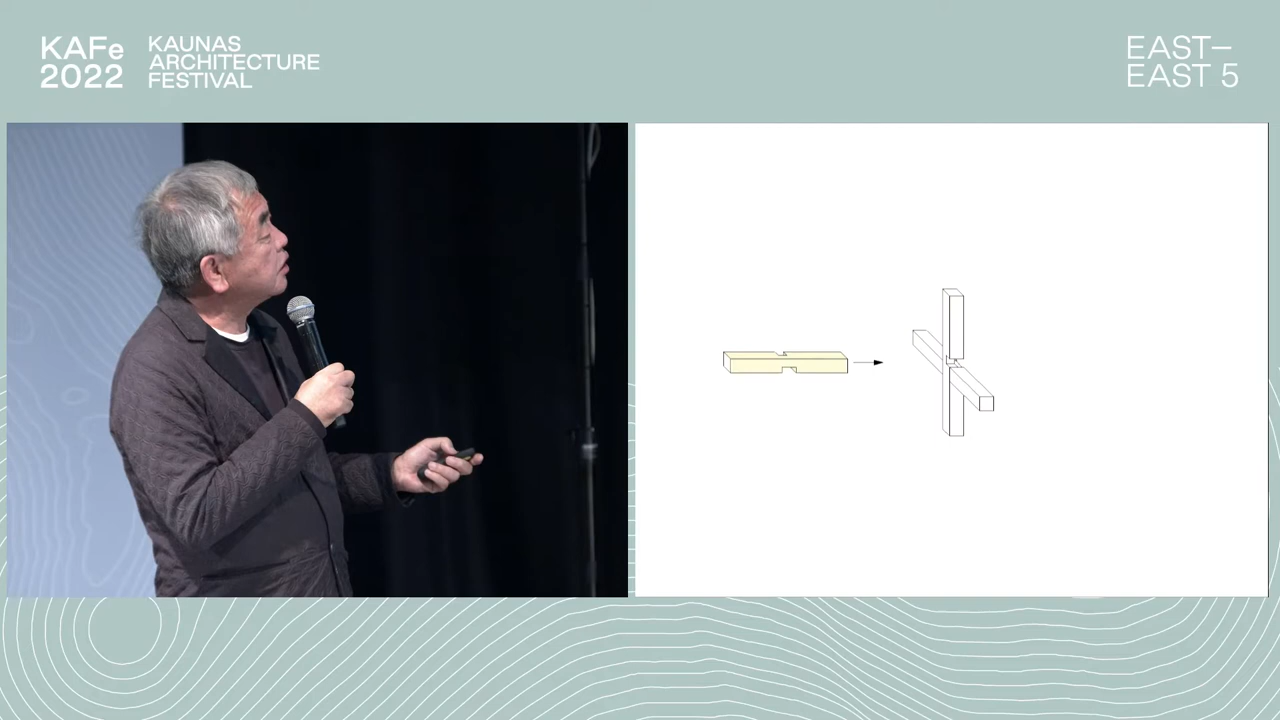 KAFe
2022
KAUNAS
ARCHITECTURE
FESTIVAL
EAST–
EAST 5